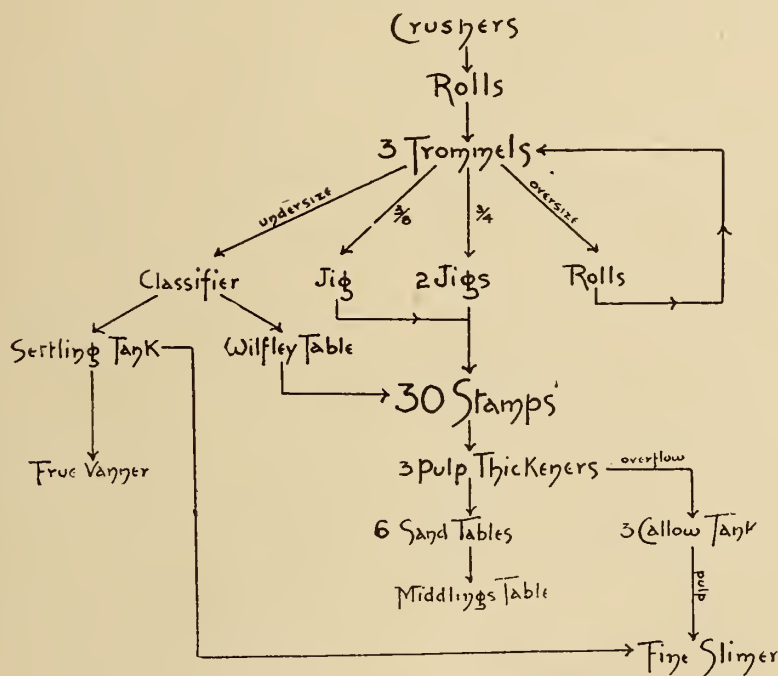 Crushers
Rolls
3 Trommels
undersize
3/8
3/4
oversize
Classifier
Jig
2 Jigs
Rolls
Settling Tank
Wilfley Table
30 Stamps
Frue Vanner
3 Pulp Thickeners
overflow
6 Sand Tables
3 Callow Tank
Middlings Table
pulp
Fine Slimer